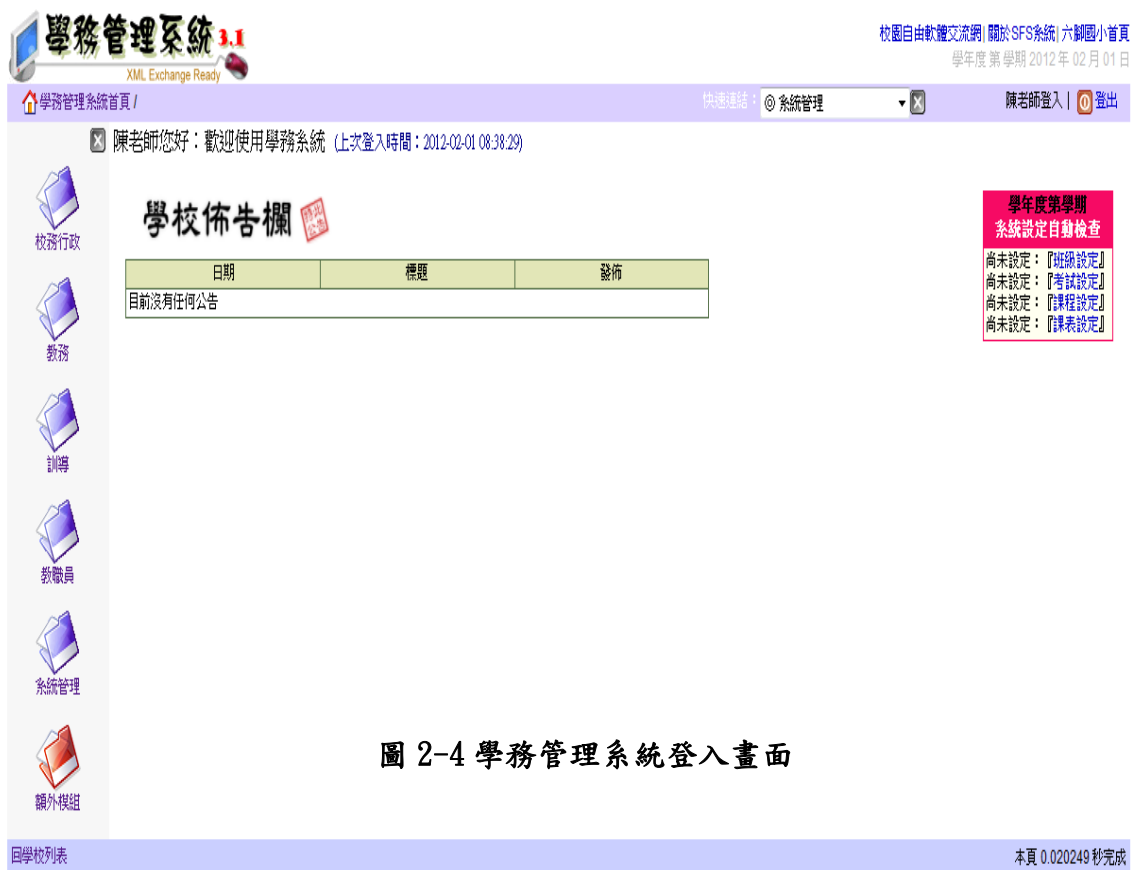 學務管理系統 3.1
XML Exchange Ready
校園自由軟體交流網| 關於SFS系統| 六腳國小首頁
學年度 第 學期 2012 年 02 月 01 日
學務管理系統首頁 /
快速連結：
◎ 系統管理
陳老師登入 | 登出
陳老師您好：歡迎使用學務系統 (上次登入時間：2012-02-01 08:38:29)
學校佈告欄
日期 標題 發佈
目前沒有任何公告
學年度第學期
系統設定自動檢查
尚未設定：『班級設定』
尚未設定：『考試設定』
尚未設定：『課程設定』
尚未設定：『課表設定』
校務行政
教務
訓導
教職員
系統管理
額外模組
圖 2-4 學務管理系統登入畫面
回學校列表
本頁 0.020249 秒完成